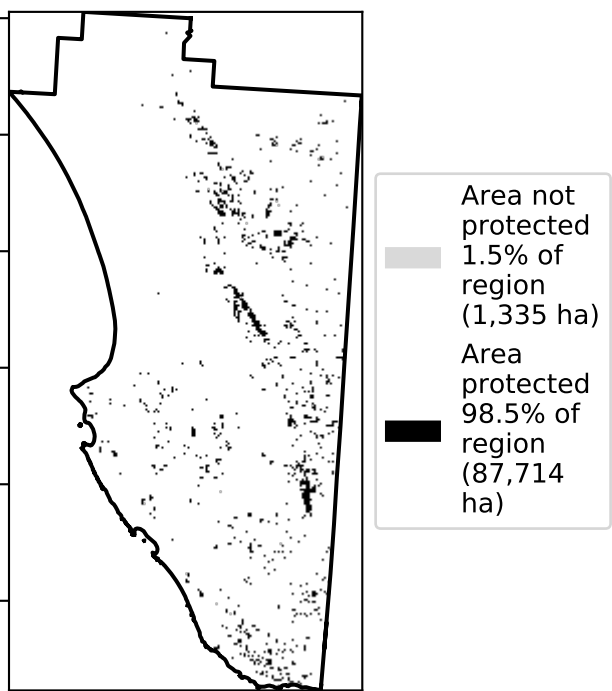 Area not
protected
1.5% of
region
(1,335 ha)
Area
protected
98.5% of
region
(87,714
ha)